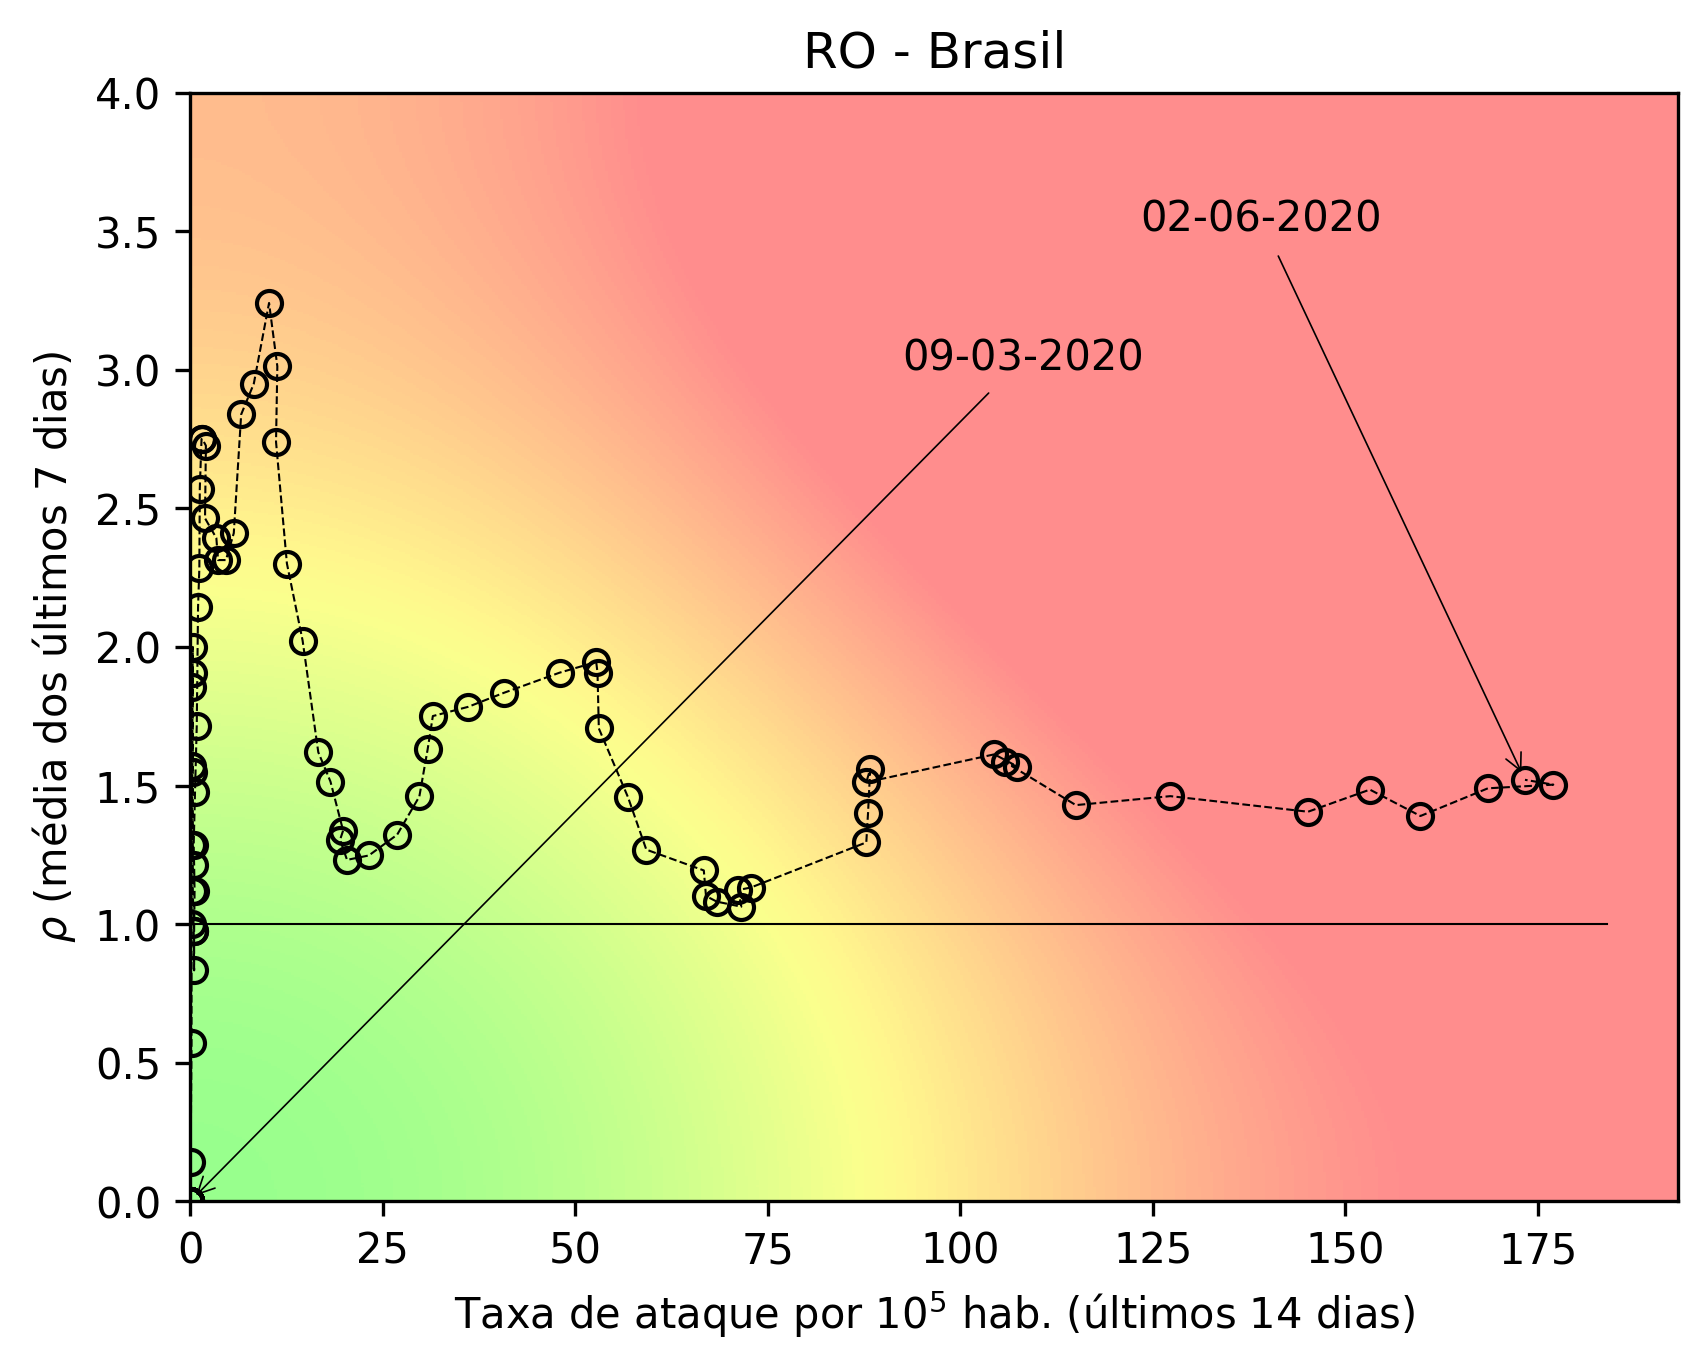 RO - Brasil
4.0
3.5
3.0
2.5
2.0
1.5
1.0
0.5
0.0
ρ (média dos últimos 7 dias)
02-06-2020
09-03-2020
0 25 50 75 100 125 150 175
Taxa de ataque por 10⁵ hab. (últimos 14 dias)